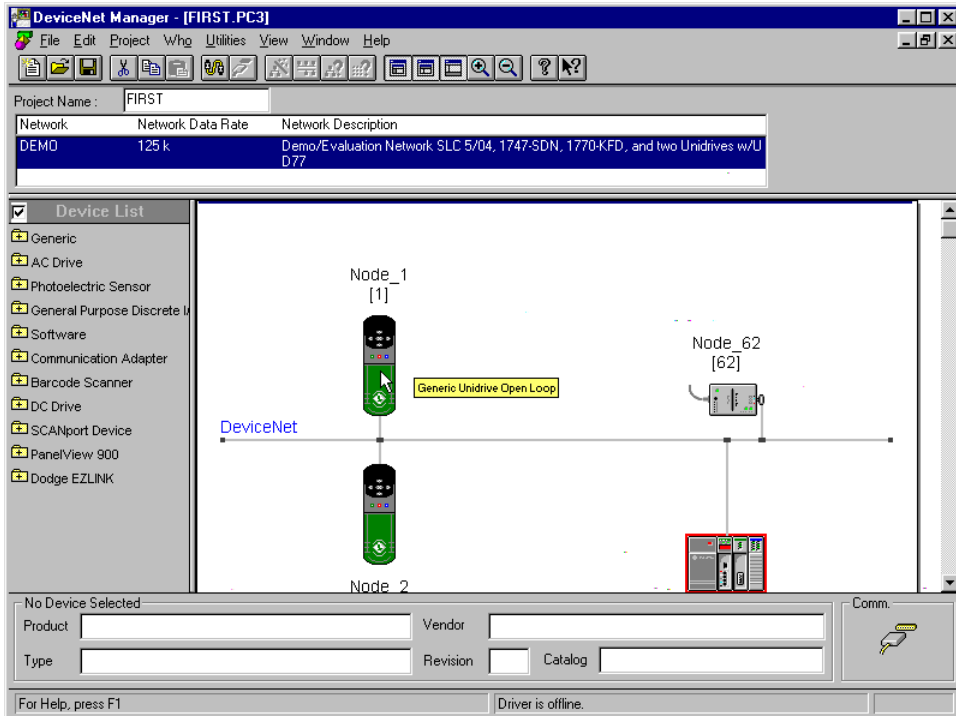 DeviceNet Manager - [FIRST.PC3]
File Edit Project Who Utilities View Window Help
Project Name : FIRST
Network Network Data Rate Network Description
DEMO 125 k Demo/Evaluation Network SLC 5/04, 1747-SDN, 1770-KFD, and two Unidrives w/U
D77
Device List
Generic
AC Drive
Photoelectric Sensor
General Purpose Discrete I/
Software
Communication Adapter
Barcode Scanner
DC Drive
SCANport Device
PanelView 900
Dodge EZLINK
Node_1
[1]
Generic Unidrive Open Loop
Node_62
[62]
DeviceNet
Node_2
No Device Selected
Product
Vendor
Type
Revision
Catalog
Comm.
For Help, press F1
Driver is offline.